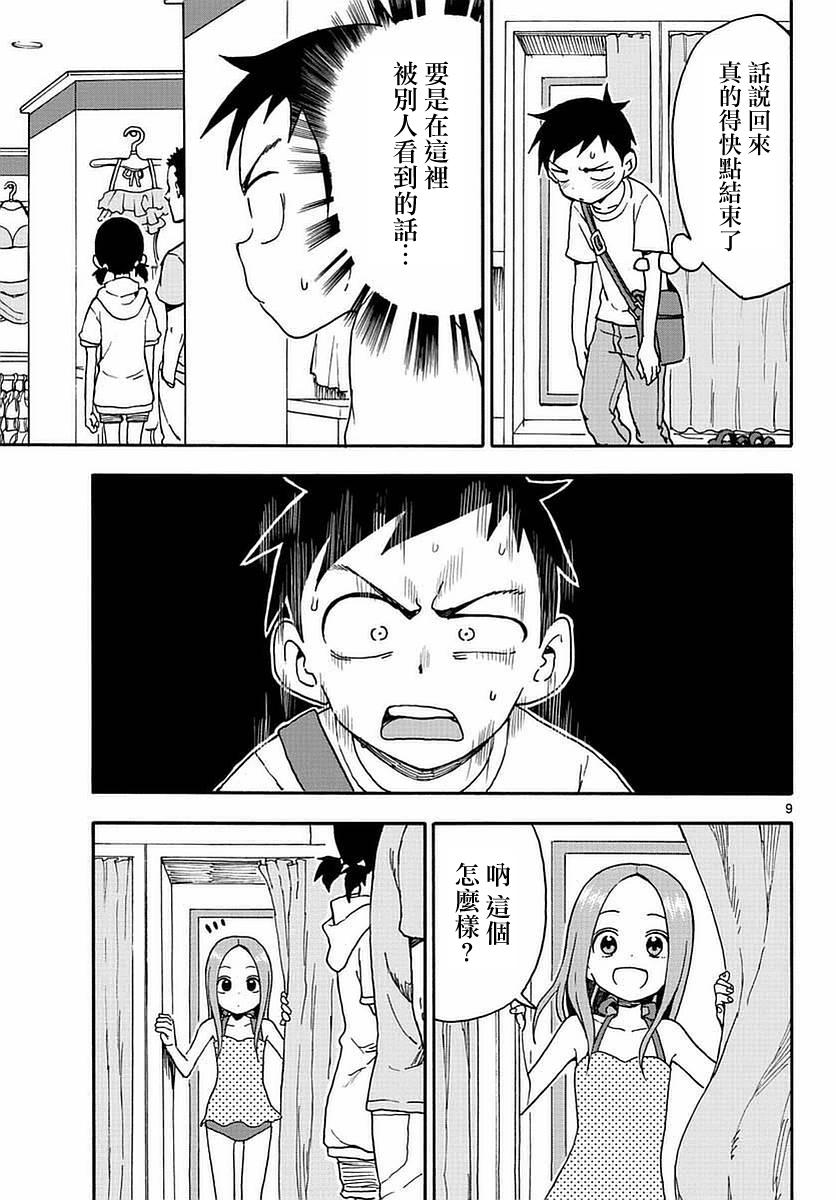 話說回來
真的得快點結束了
要是在這裡
被別人看到的話…
9
吶 這個
怎麼樣？